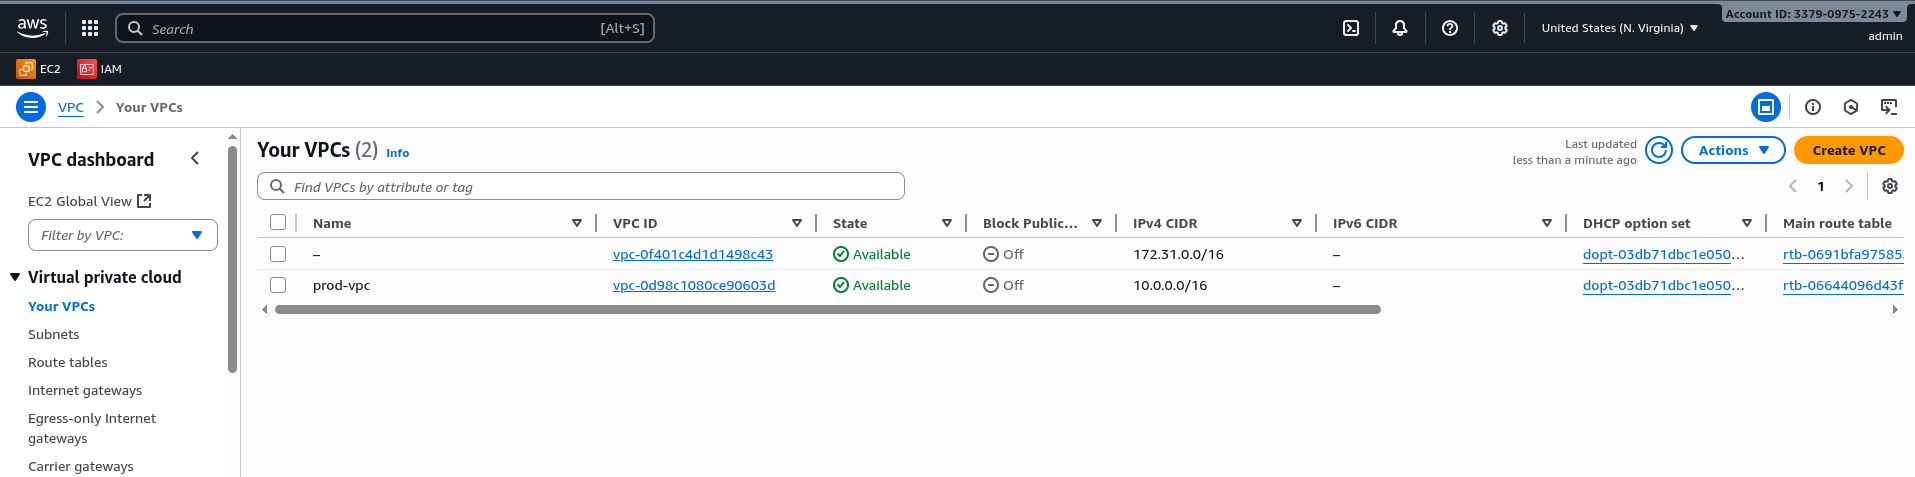 aws
Search [Alt+S]
United States (N. Virginia)
Account ID: 3379-0975-2243
admin
EC2 IAM
VPC Your VPCs
VPC dashboard
EC2 Global View
Filter by VPC:
Virtual private cloud
Your VPCs
Subnets
Route tables
Internet gateways
Egress-only Internet
gateways
Carrier gateways
Your VPCs (2) Info
Last updated
less than a minute ago
Actions
Create VPC
Find VPCs by attribute or tag
1
Name VPC ID State Block Public... IPv4 CIDR IPv6 CIDR DHCP option set Main route table
– vpc-0f401c4d1d1498c43 Available Off 172.31.0.0/16 – dopt-03db71dbc1e050... rtb-0691bfa97585
prod-vpc vpc-0d98c1080ce90603d Available Off 10.0.0.0/16 – dopt-03db71dbc1e050... rtb-06644096d43f